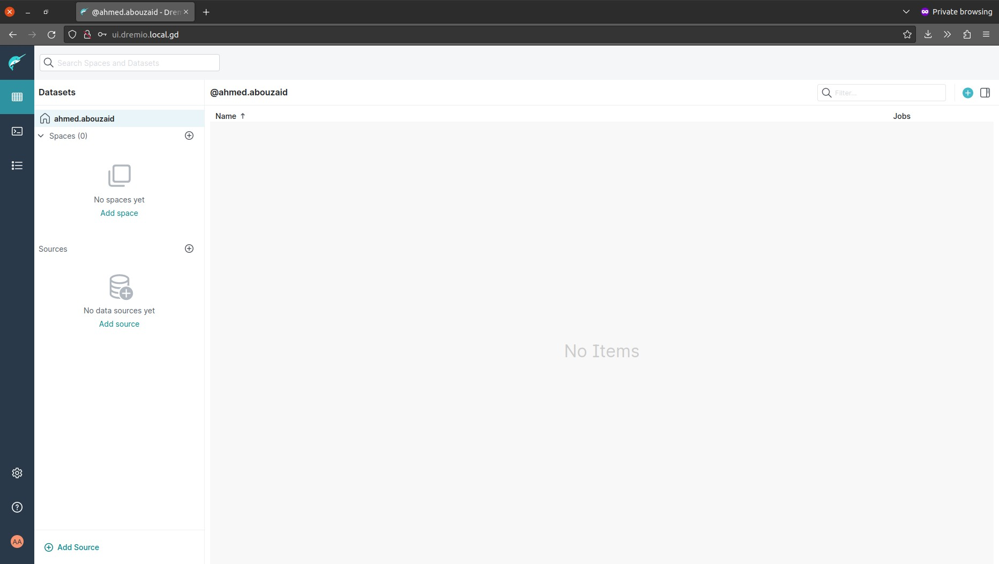 @ahmed.abouzaid - Drem
Private browsing
ui.dremio.local.gd
Search Spaces and Datasets
Datasets
@ahmed.abouzaid
Filter...
ahmed.abouzaid
Name
Jobs
Spaces (0)
No spaces yet
Add space
Sources
No data sources yet
Add source
No Items
AA
Add Source